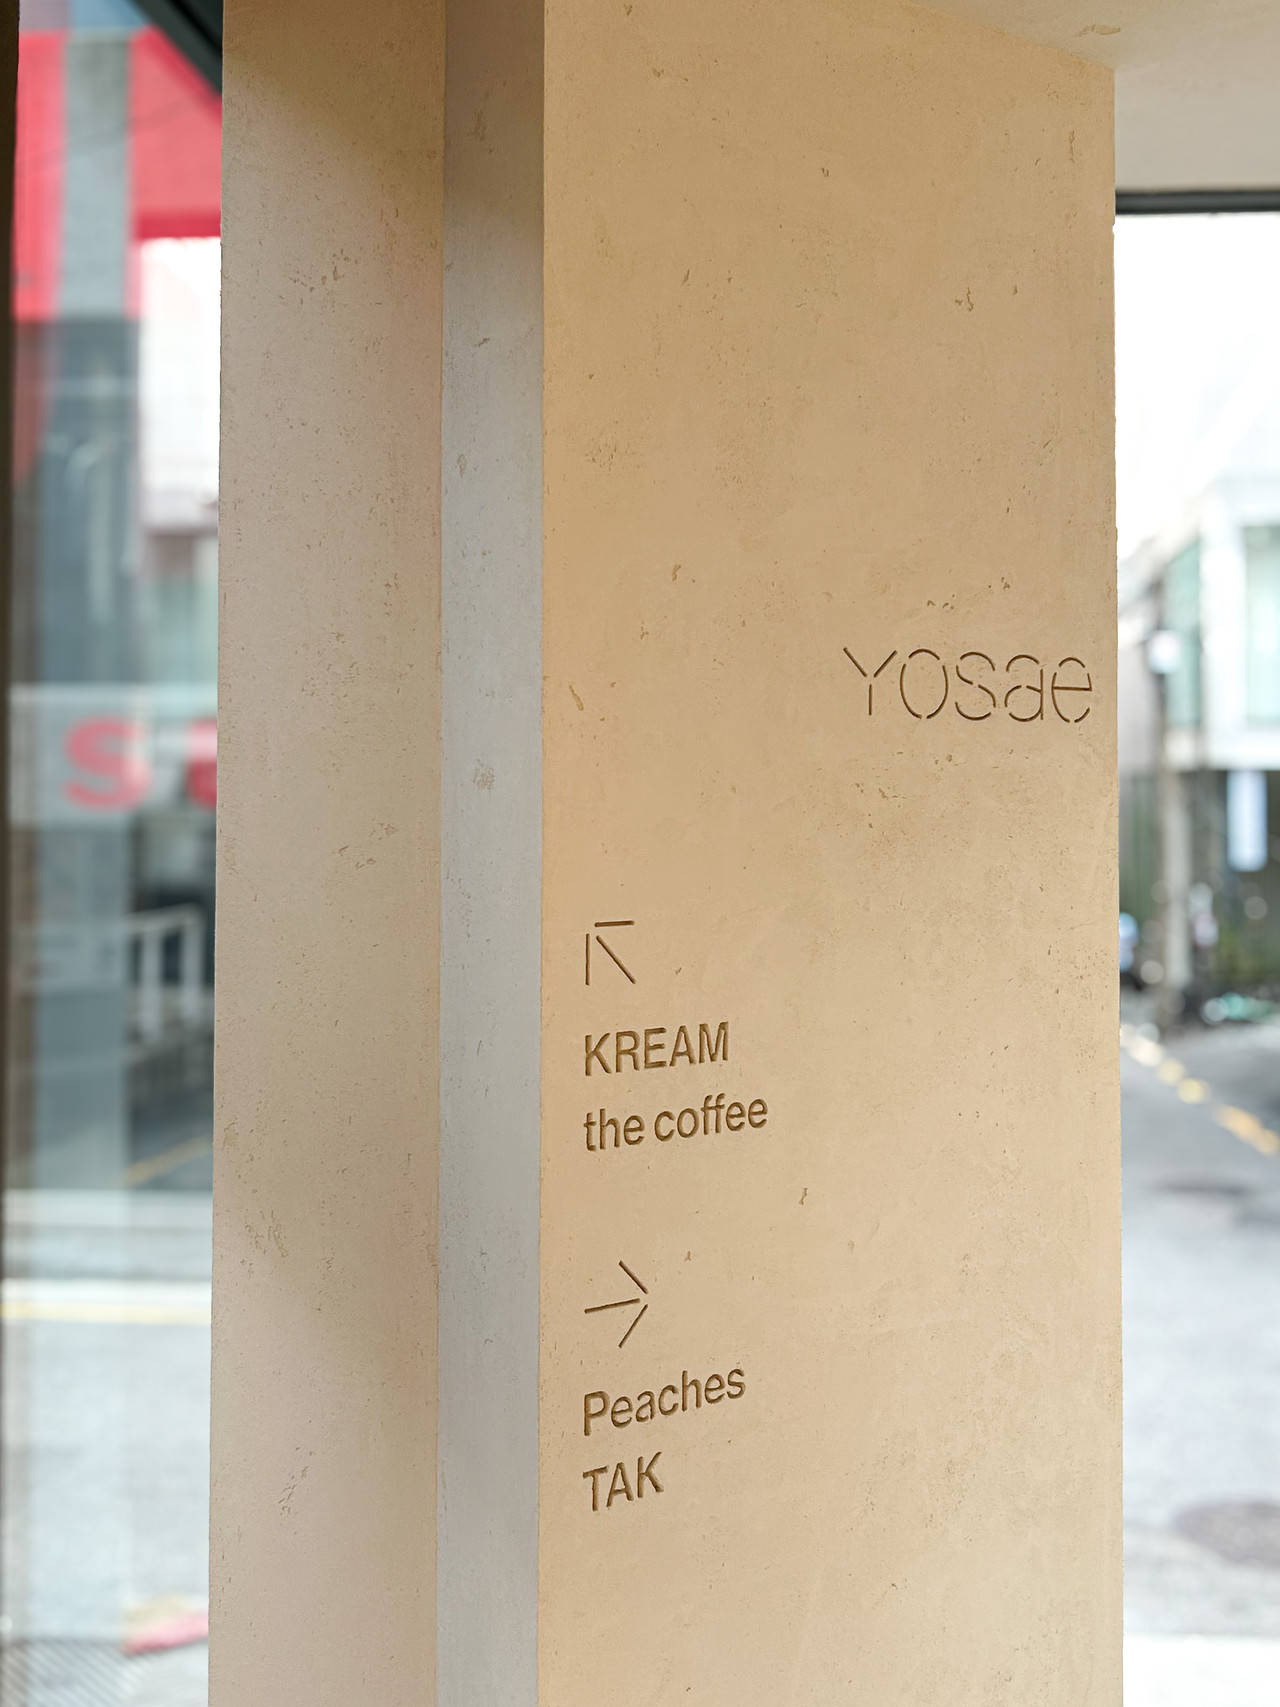 Yosae
KREAM
the coffee
Peaches
TAK